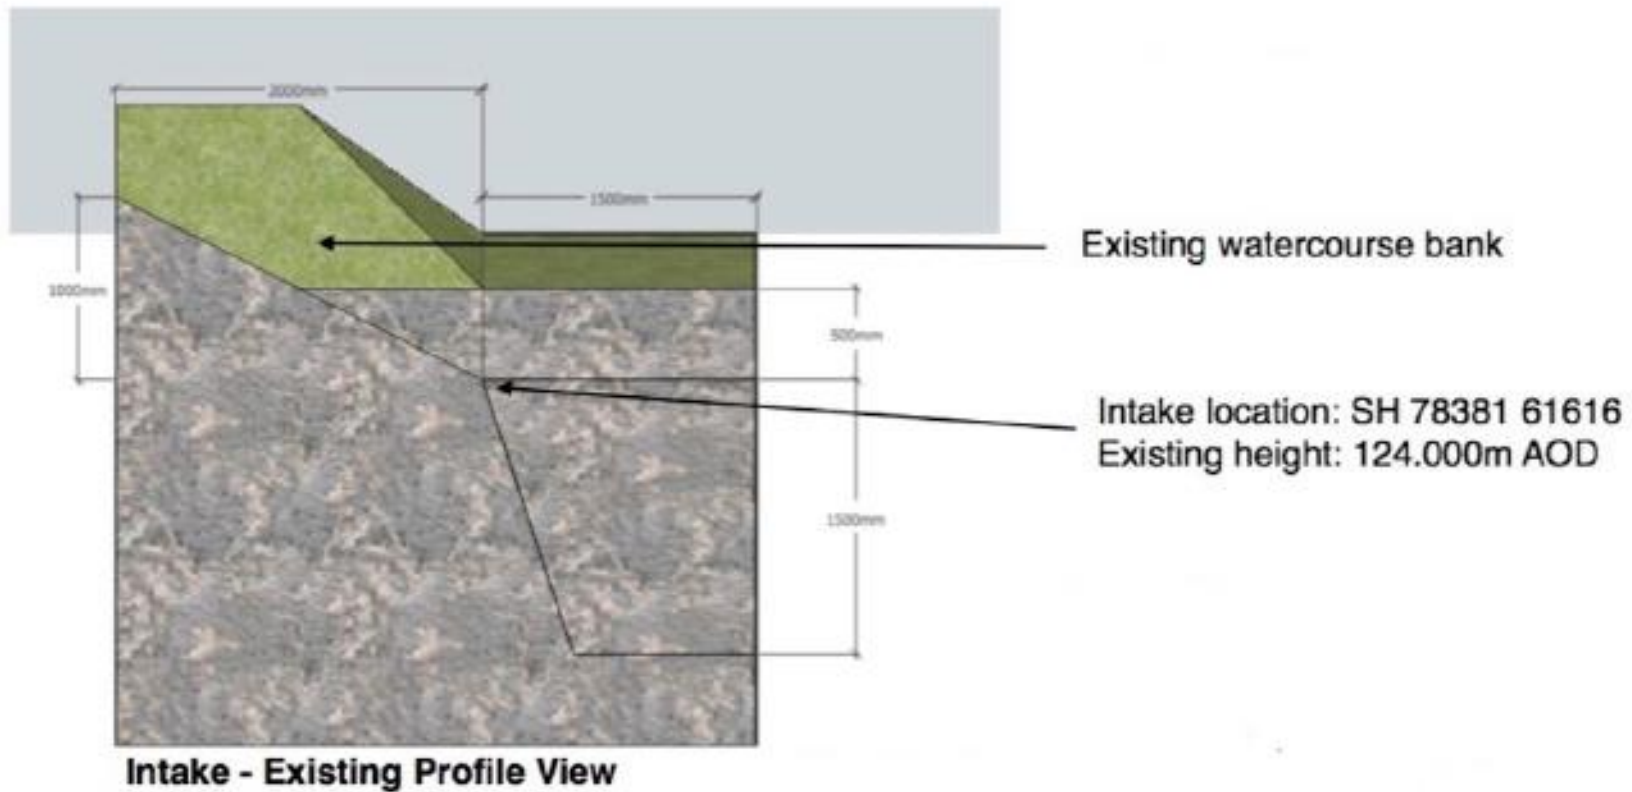 2000mm
1500mm
Existing watercourse bank
1000mm
500mm
Intake location: SH 78381 61616
Existing height: 124.000m AOD
1500mm
Intake - Existing Profile View